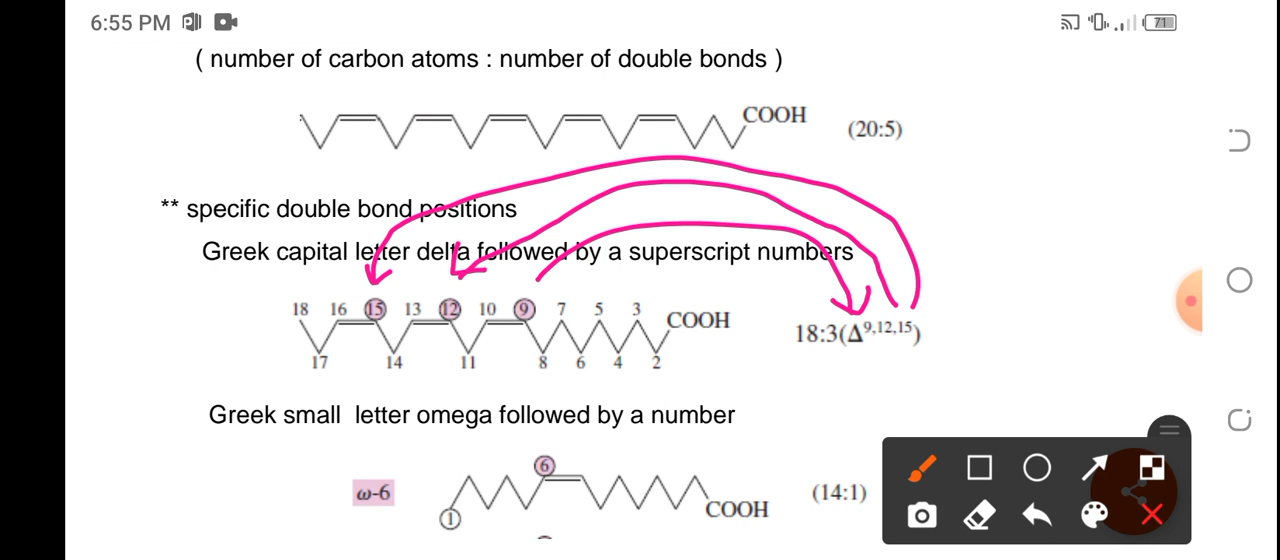 6:55 PM
71
( number of carbon atoms : number of double bonds )
COOH
(20:5)
** specific double bond positions
Greek capital letter delta followed by a superscript numbers
18 16 15 13 12 10 9 7 5 3
COOH
18:3(Δ⁹,¹²,¹⁵)
17 14 11 8 6 4 2
Greek small  letter omega followed by a number
6
ω-6
(14:1)
COOH
1